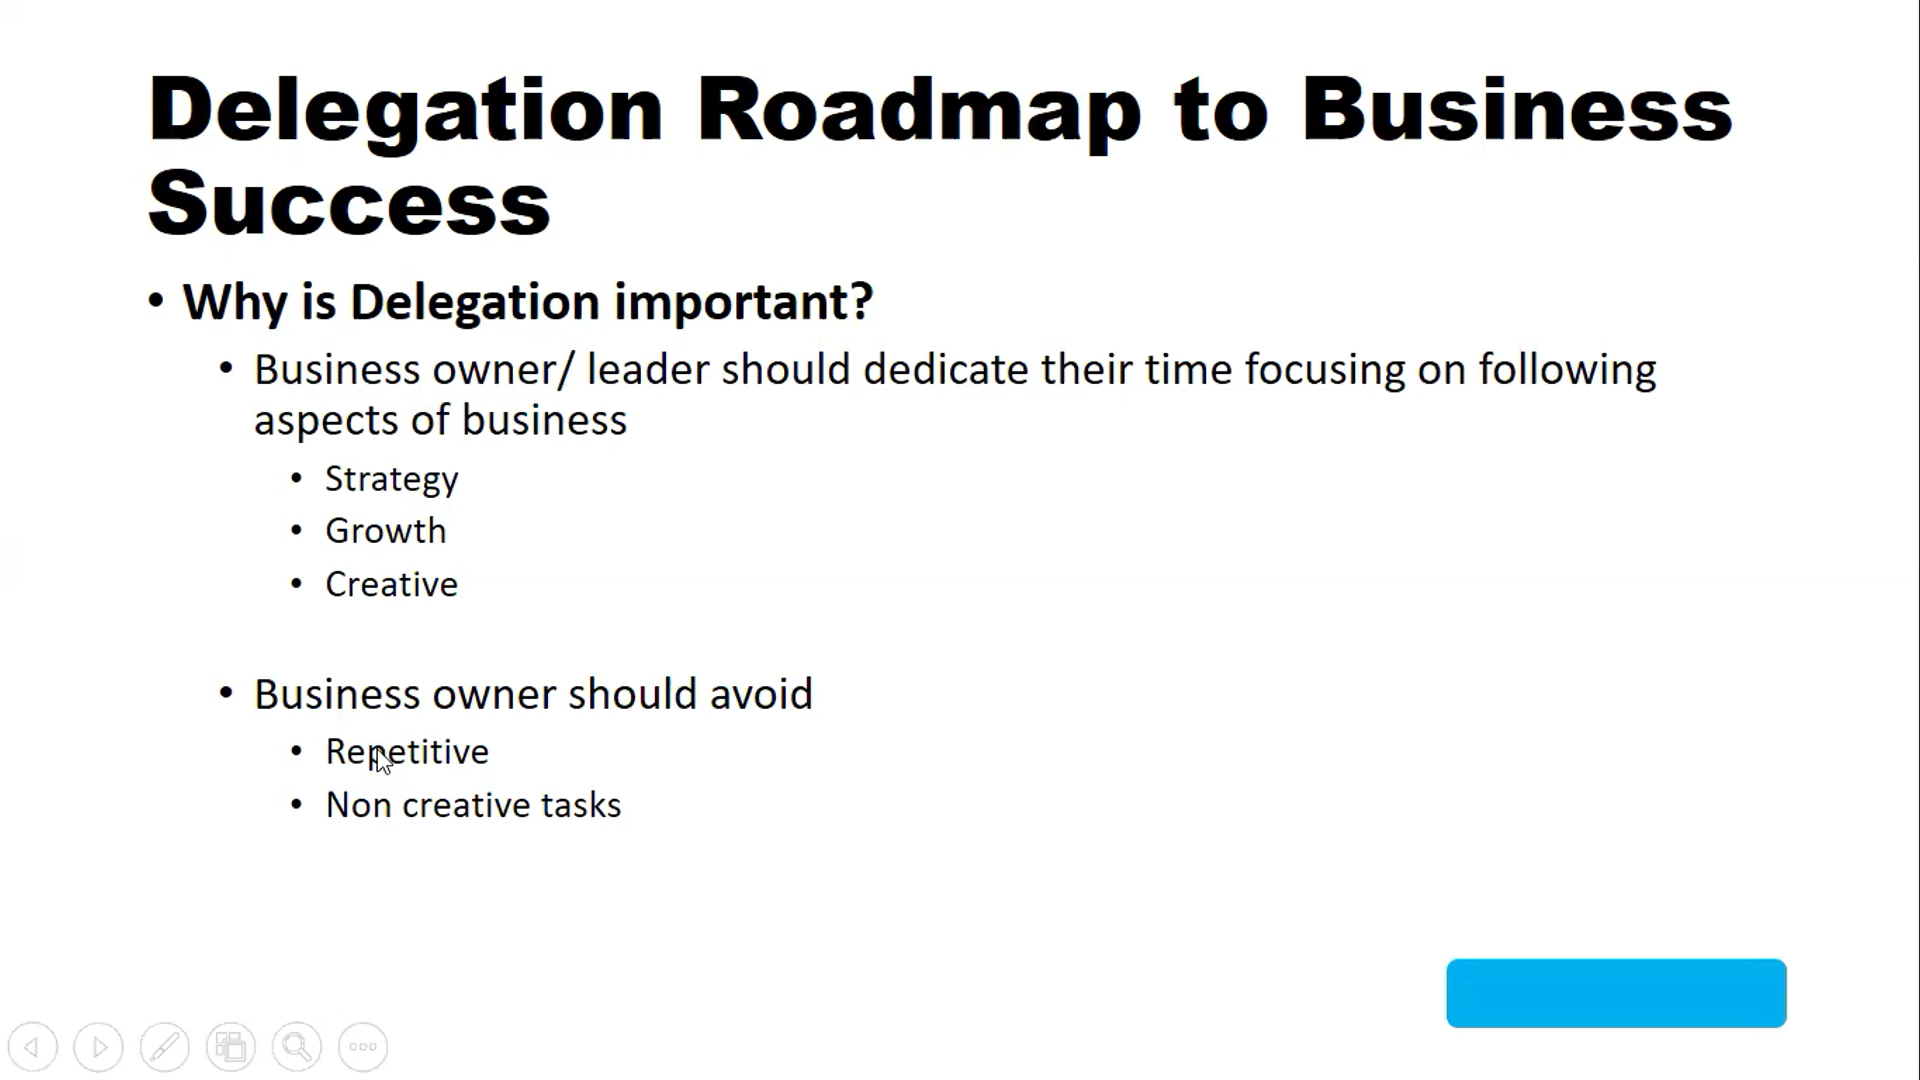 Delegation Roadmap to Business
Success
• Why is Delegation important?
• Business owner/ leader should dedicate their time focusing on following
aspects of business
• Strategy
• Growth
• Creative
• Business owner should avoid
• Repetitive
• Non creative tasks